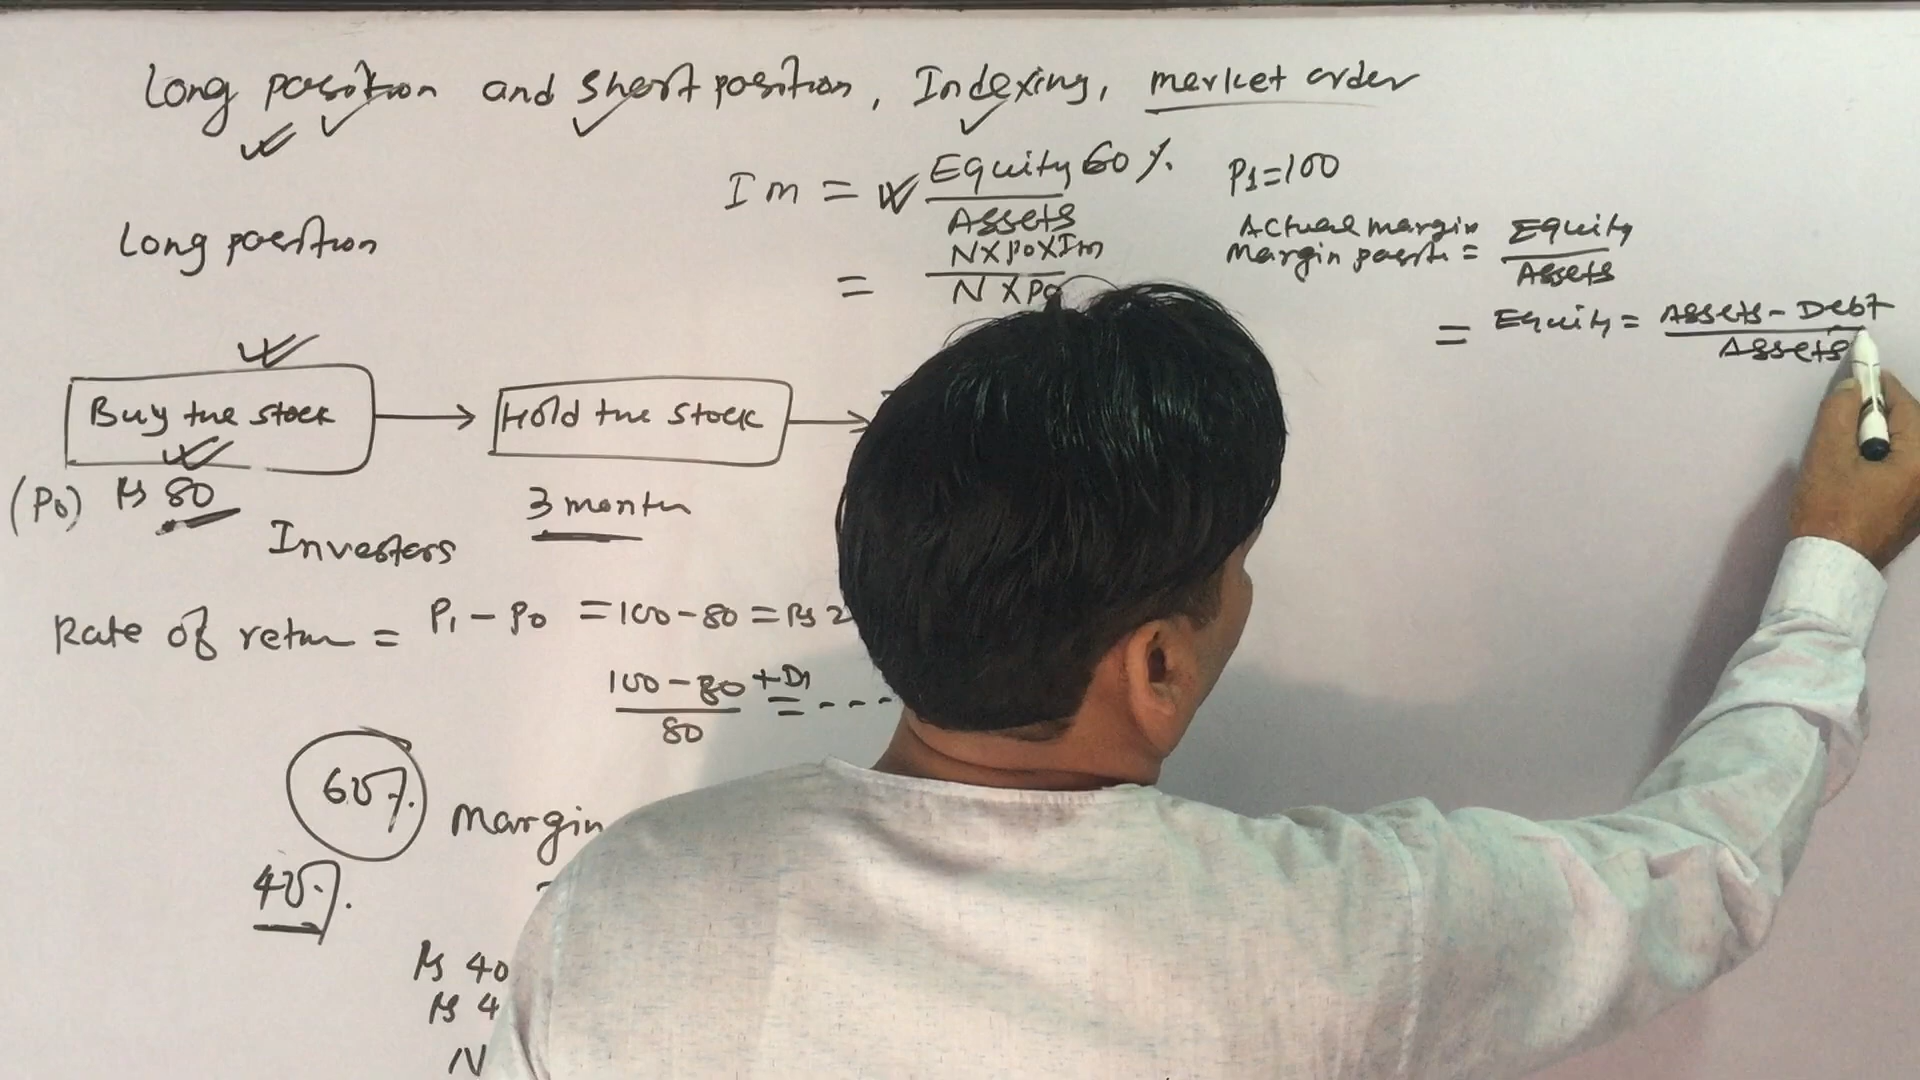 Long position and short position, Indexing, market order
Im = Equity 60% / Assets
= N x P0 x Im / N x P0
P1=100
Actual margin
Margin positi = Equity / Assets
= Equity = Assets - Debt / Assets
Long position
Buy the stock
Hold the stock
(P0) Rs 80
3 month
Investors
Rate of retun = P1 - P0 = 100 - 80 = Rs 2
100 - 80 + D1 / 80 = ----
60%
Margin
40%.
Rs 40
Rs 4
N